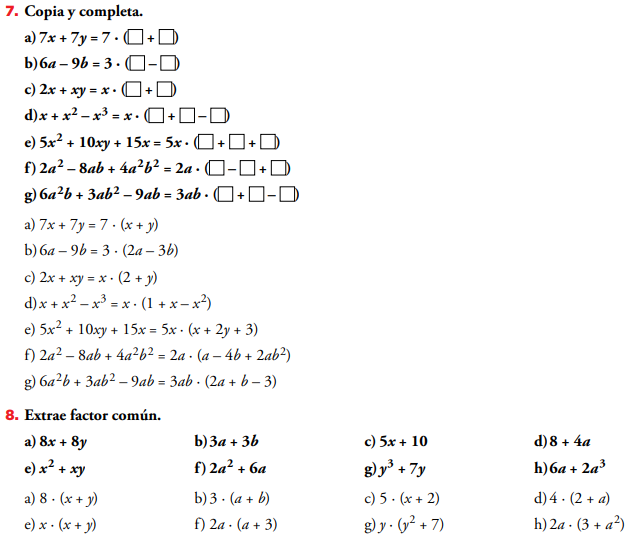 7. Copia y completa.
a) 7x + 7y = 7 · (□ + □)
b) 6a – 9b = 3 · (□ – □)
c) 2x + xy = x · (□ + □)
d) x + x² – x³ = x · (□ + □ – □)
e) 5x² + 10xy + 15x = 5x · (□ + □ + □)
f) 2a² – 8ab + 4a²b² = 2a · (□ – □ + □)
g) 6a²b + 3ab² – 9ab = 3ab · (□ + □ – □)
a) 7x + 7y = 7 · (x + y)
b) 6a – 9b = 3 · (2a – 3b)
c) 2x + xy = x · (2 + y)
d) x + x² – x³ = x · (1 + x – x²)
e) 5x² + 10xy + 15x = 5x · (x + 2y + 3)
f) 2a² – 8ab + 4a²b² = 2a · (a – 4b + 2ab²)
g) 6a²b + 3ab² – 9ab = 3ab · (2a + b – 3)
8. Extrae factor común.
a) 8x + 8y b) 3a + 3b c) 5x + 10 d) 8 + 4a
e) x² + xy f) 2a² + 6a g) y³ + 7y h) 6a + 2a³
a) 8 · (x + y) b) 3 · (a + b) c) 5 · (x + 2) d) 4 · (2 + a)
e) x · (x + y) f) 2a · (a + 3) g) y · (y² + 7) h) 2a · (3 + a²)